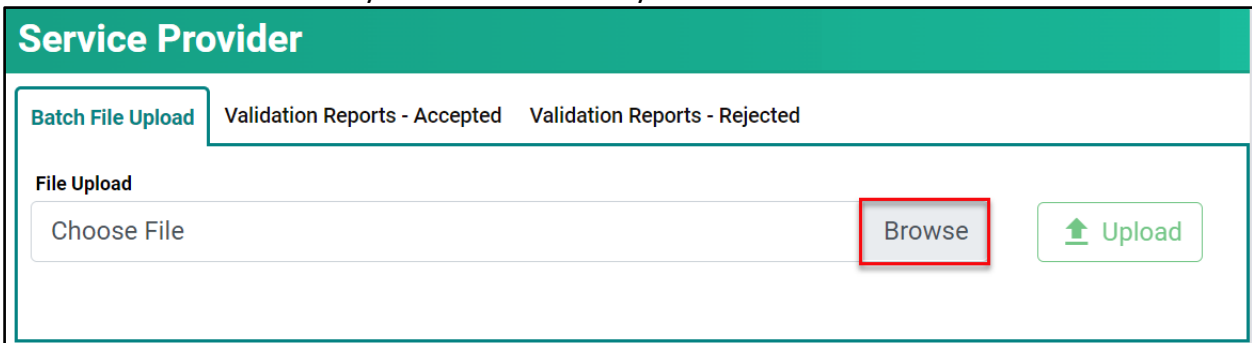 Service Provider
Batch File Upload Validation Reports - Accepted Validation Reports - Rejected
File Upload
Choose File Browse Upload